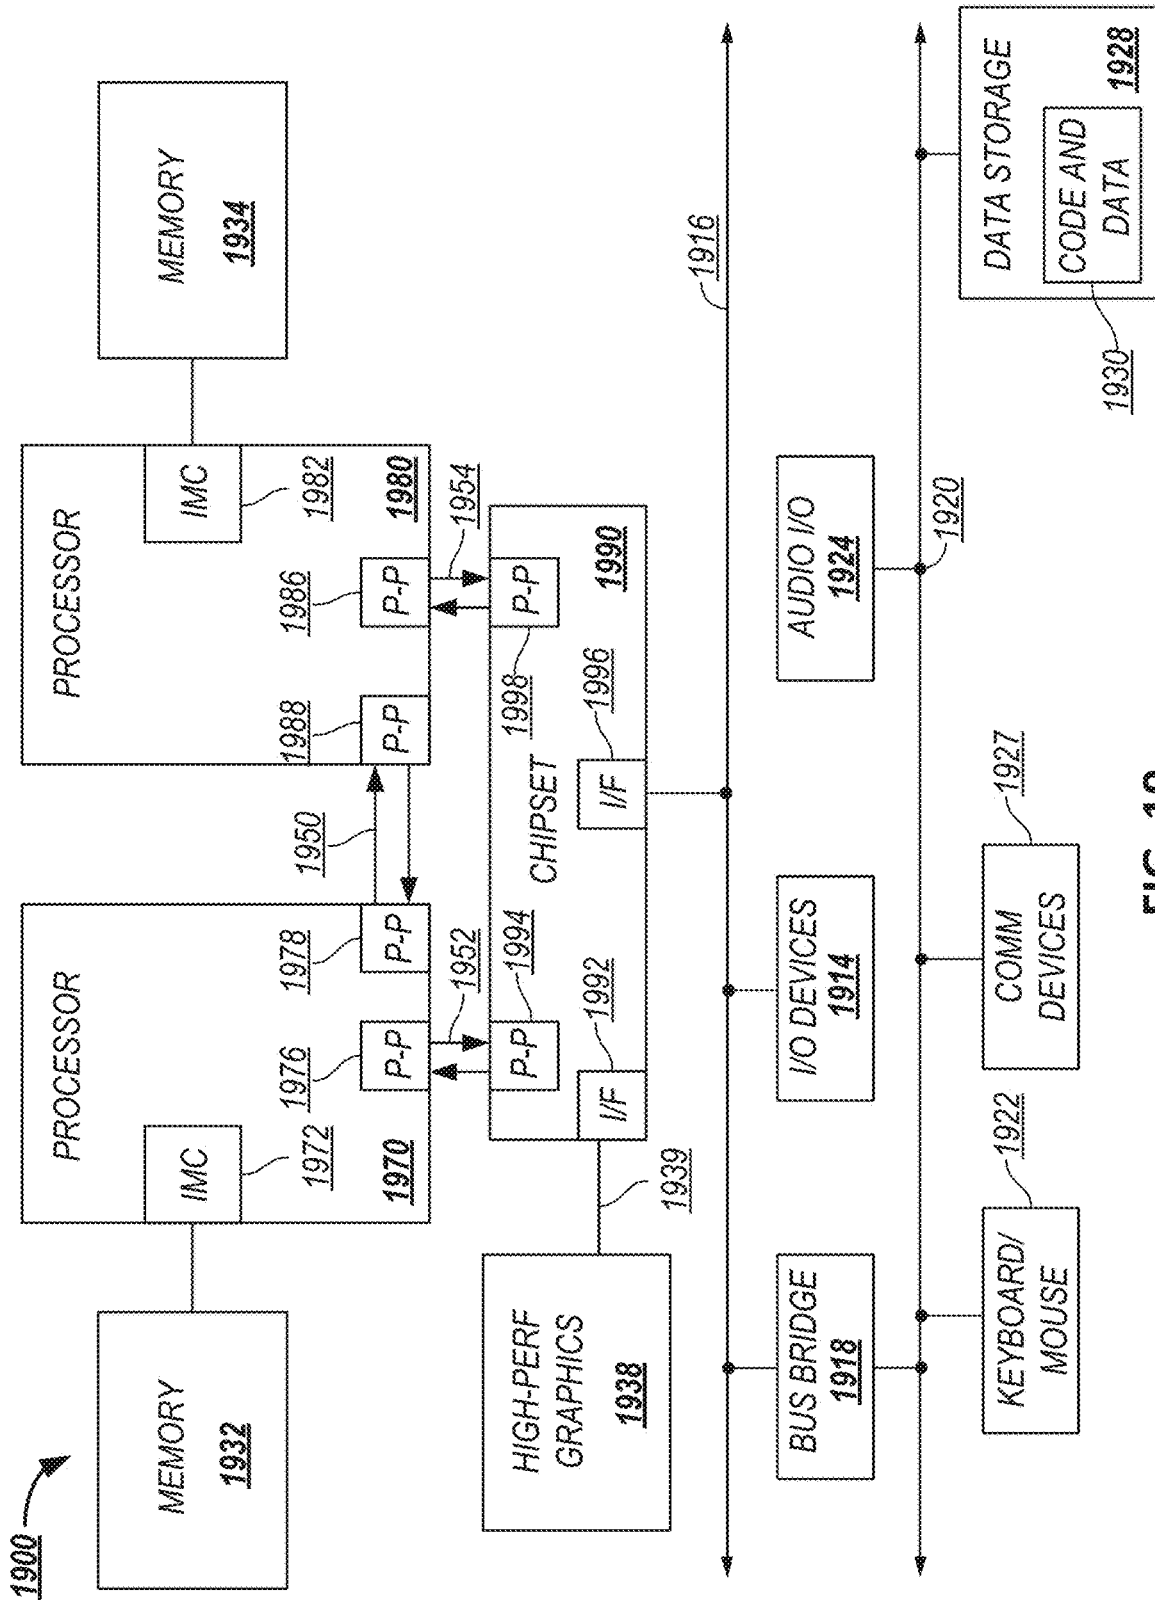 1900
MEMORY
1932
MEMORY
1934
PROCESSOR
IMC
1972
1970
1976
P-P
1978
P-P
PROCESSOR
IMC
1982
1980
1988
P-P
1986
P-P
1950
1952
1954
HIGH-PERF
GRAPHICS
1938
1939
P-P
1994
P-P
1998
CHIPSET
1990
I/F
1992
I/F
1996
1916
BUS BRIDGE
1918
I/O DEVICES
1914
AUDIO I/O
1924
1920
KEYBOARD/
MOUSE
1922
COMM
DEVICES
1927
DATA STORAGE
1928
CODE AND
DATA
1930